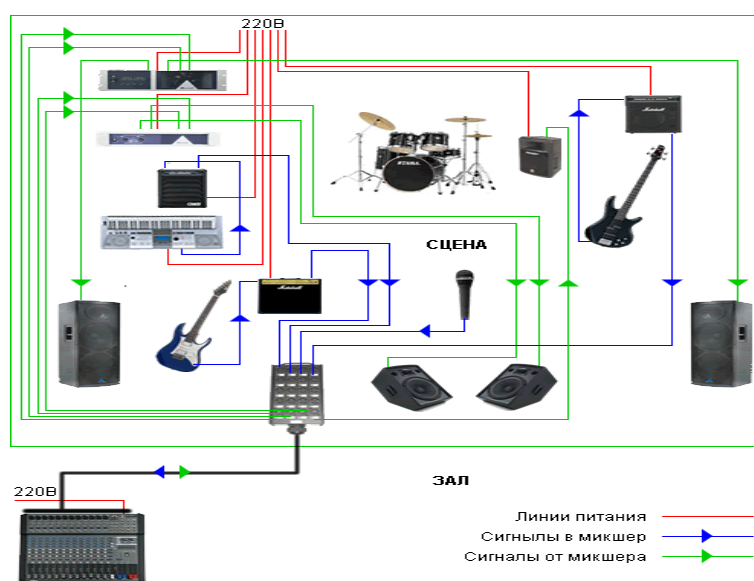 220В
СЦЕНА
ЗАЛ
220В
Линии питания
Сигнылы в микшер
Сигналы от микшера